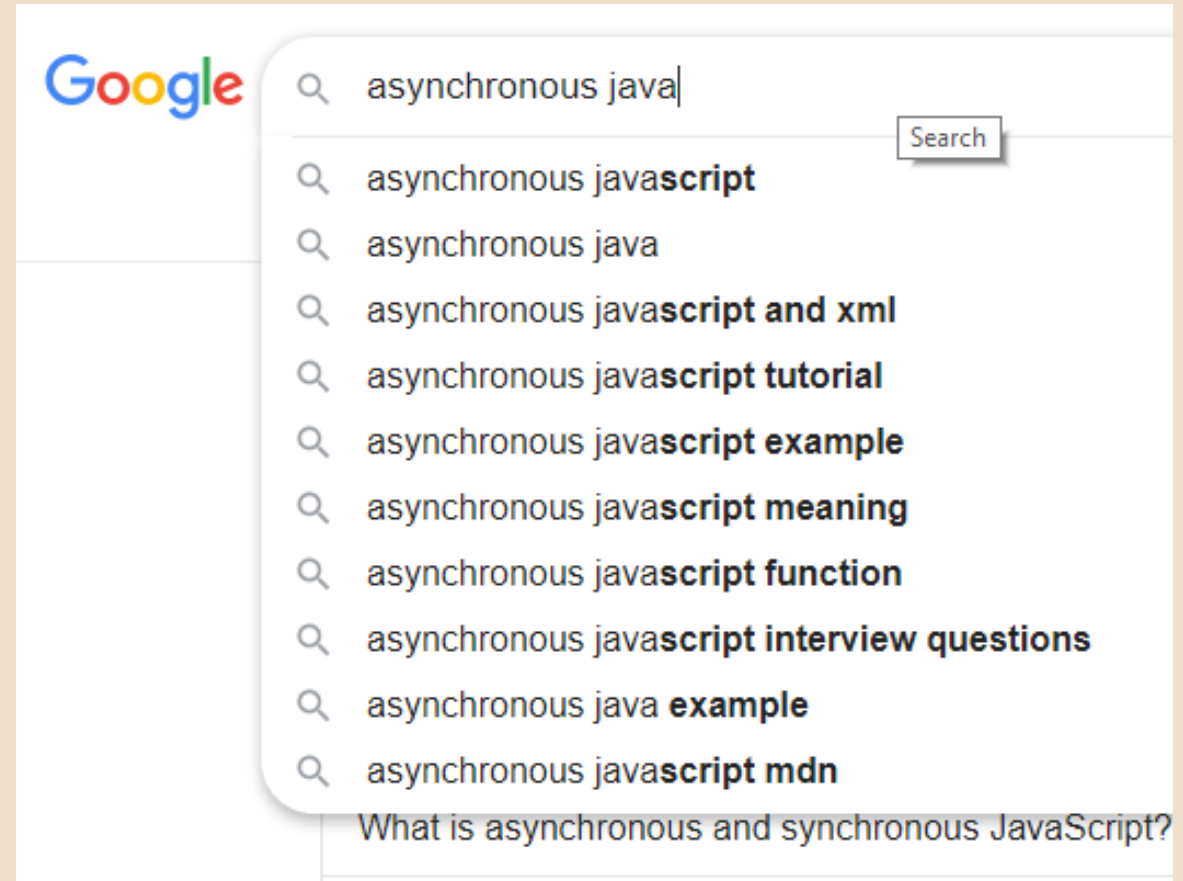 Google
asynchronous java
Search
asynchronous javascript
asynchronous java
asynchronous javascript and xml
asynchronous javascript tutorial
asynchronous javascript example
asynchronous javascript meaning
asynchronous javascript function
asynchronous javascript interview questions
asynchronous java example
asynchronous javascript mdn
What is asynchronous and synchronous JavaScript?